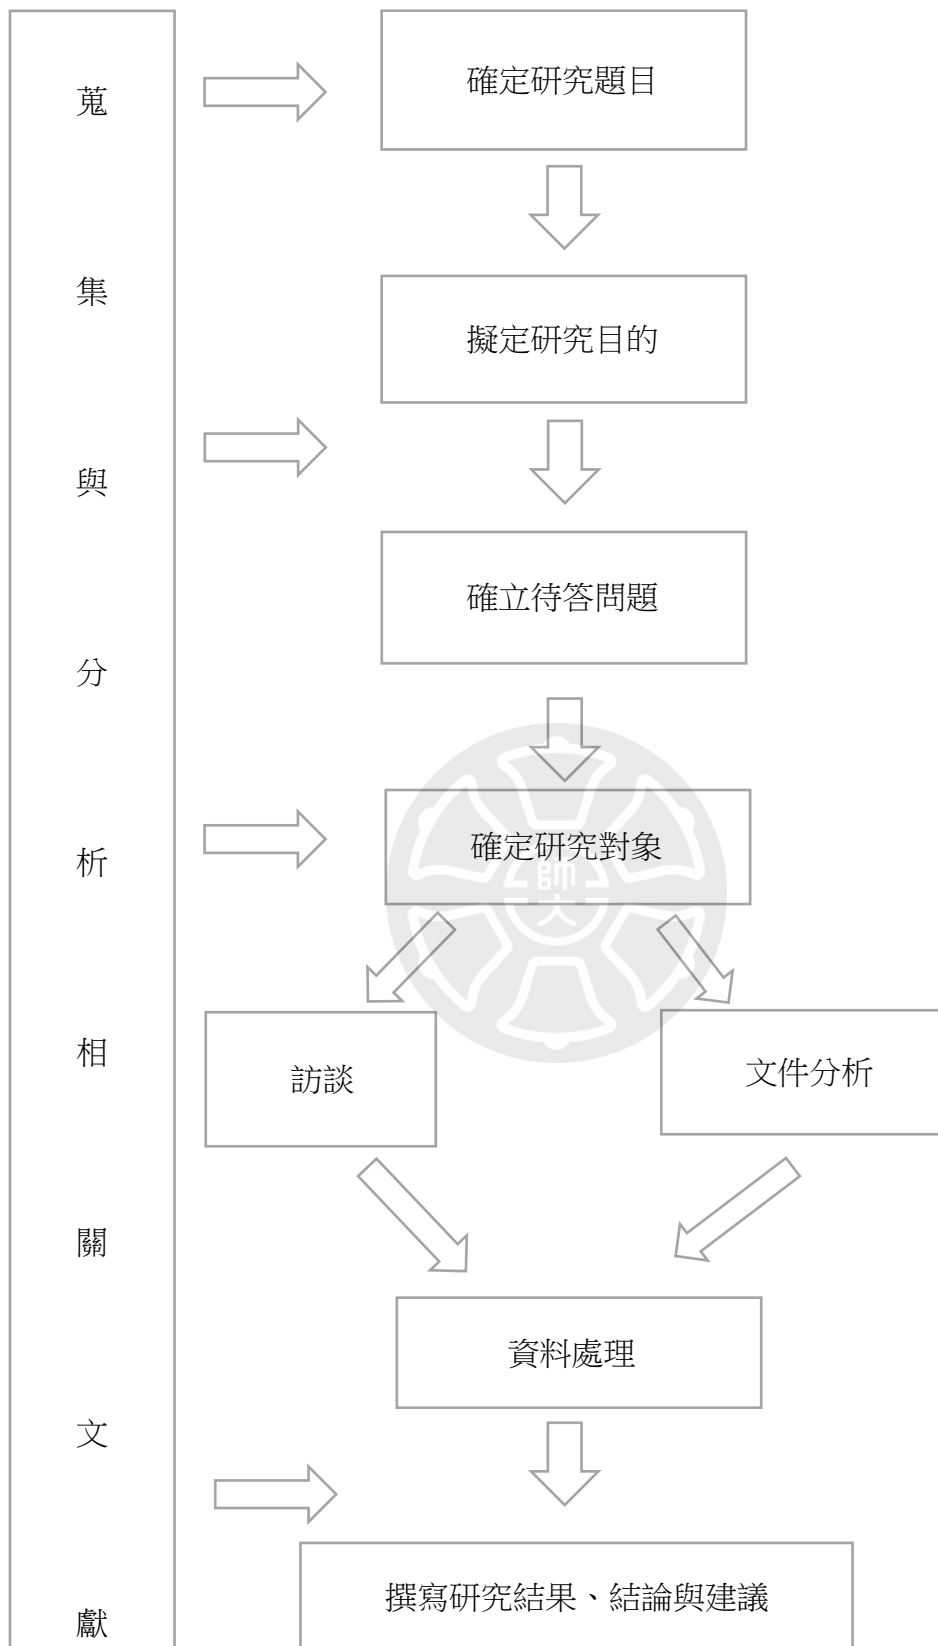 蒐集與分析相關文獻
確定研究題目
擬定研究目的
確立待答問題
確定研究對象
師大
訪談
文件分析
資料處理
撰寫研究結果、結論與建議